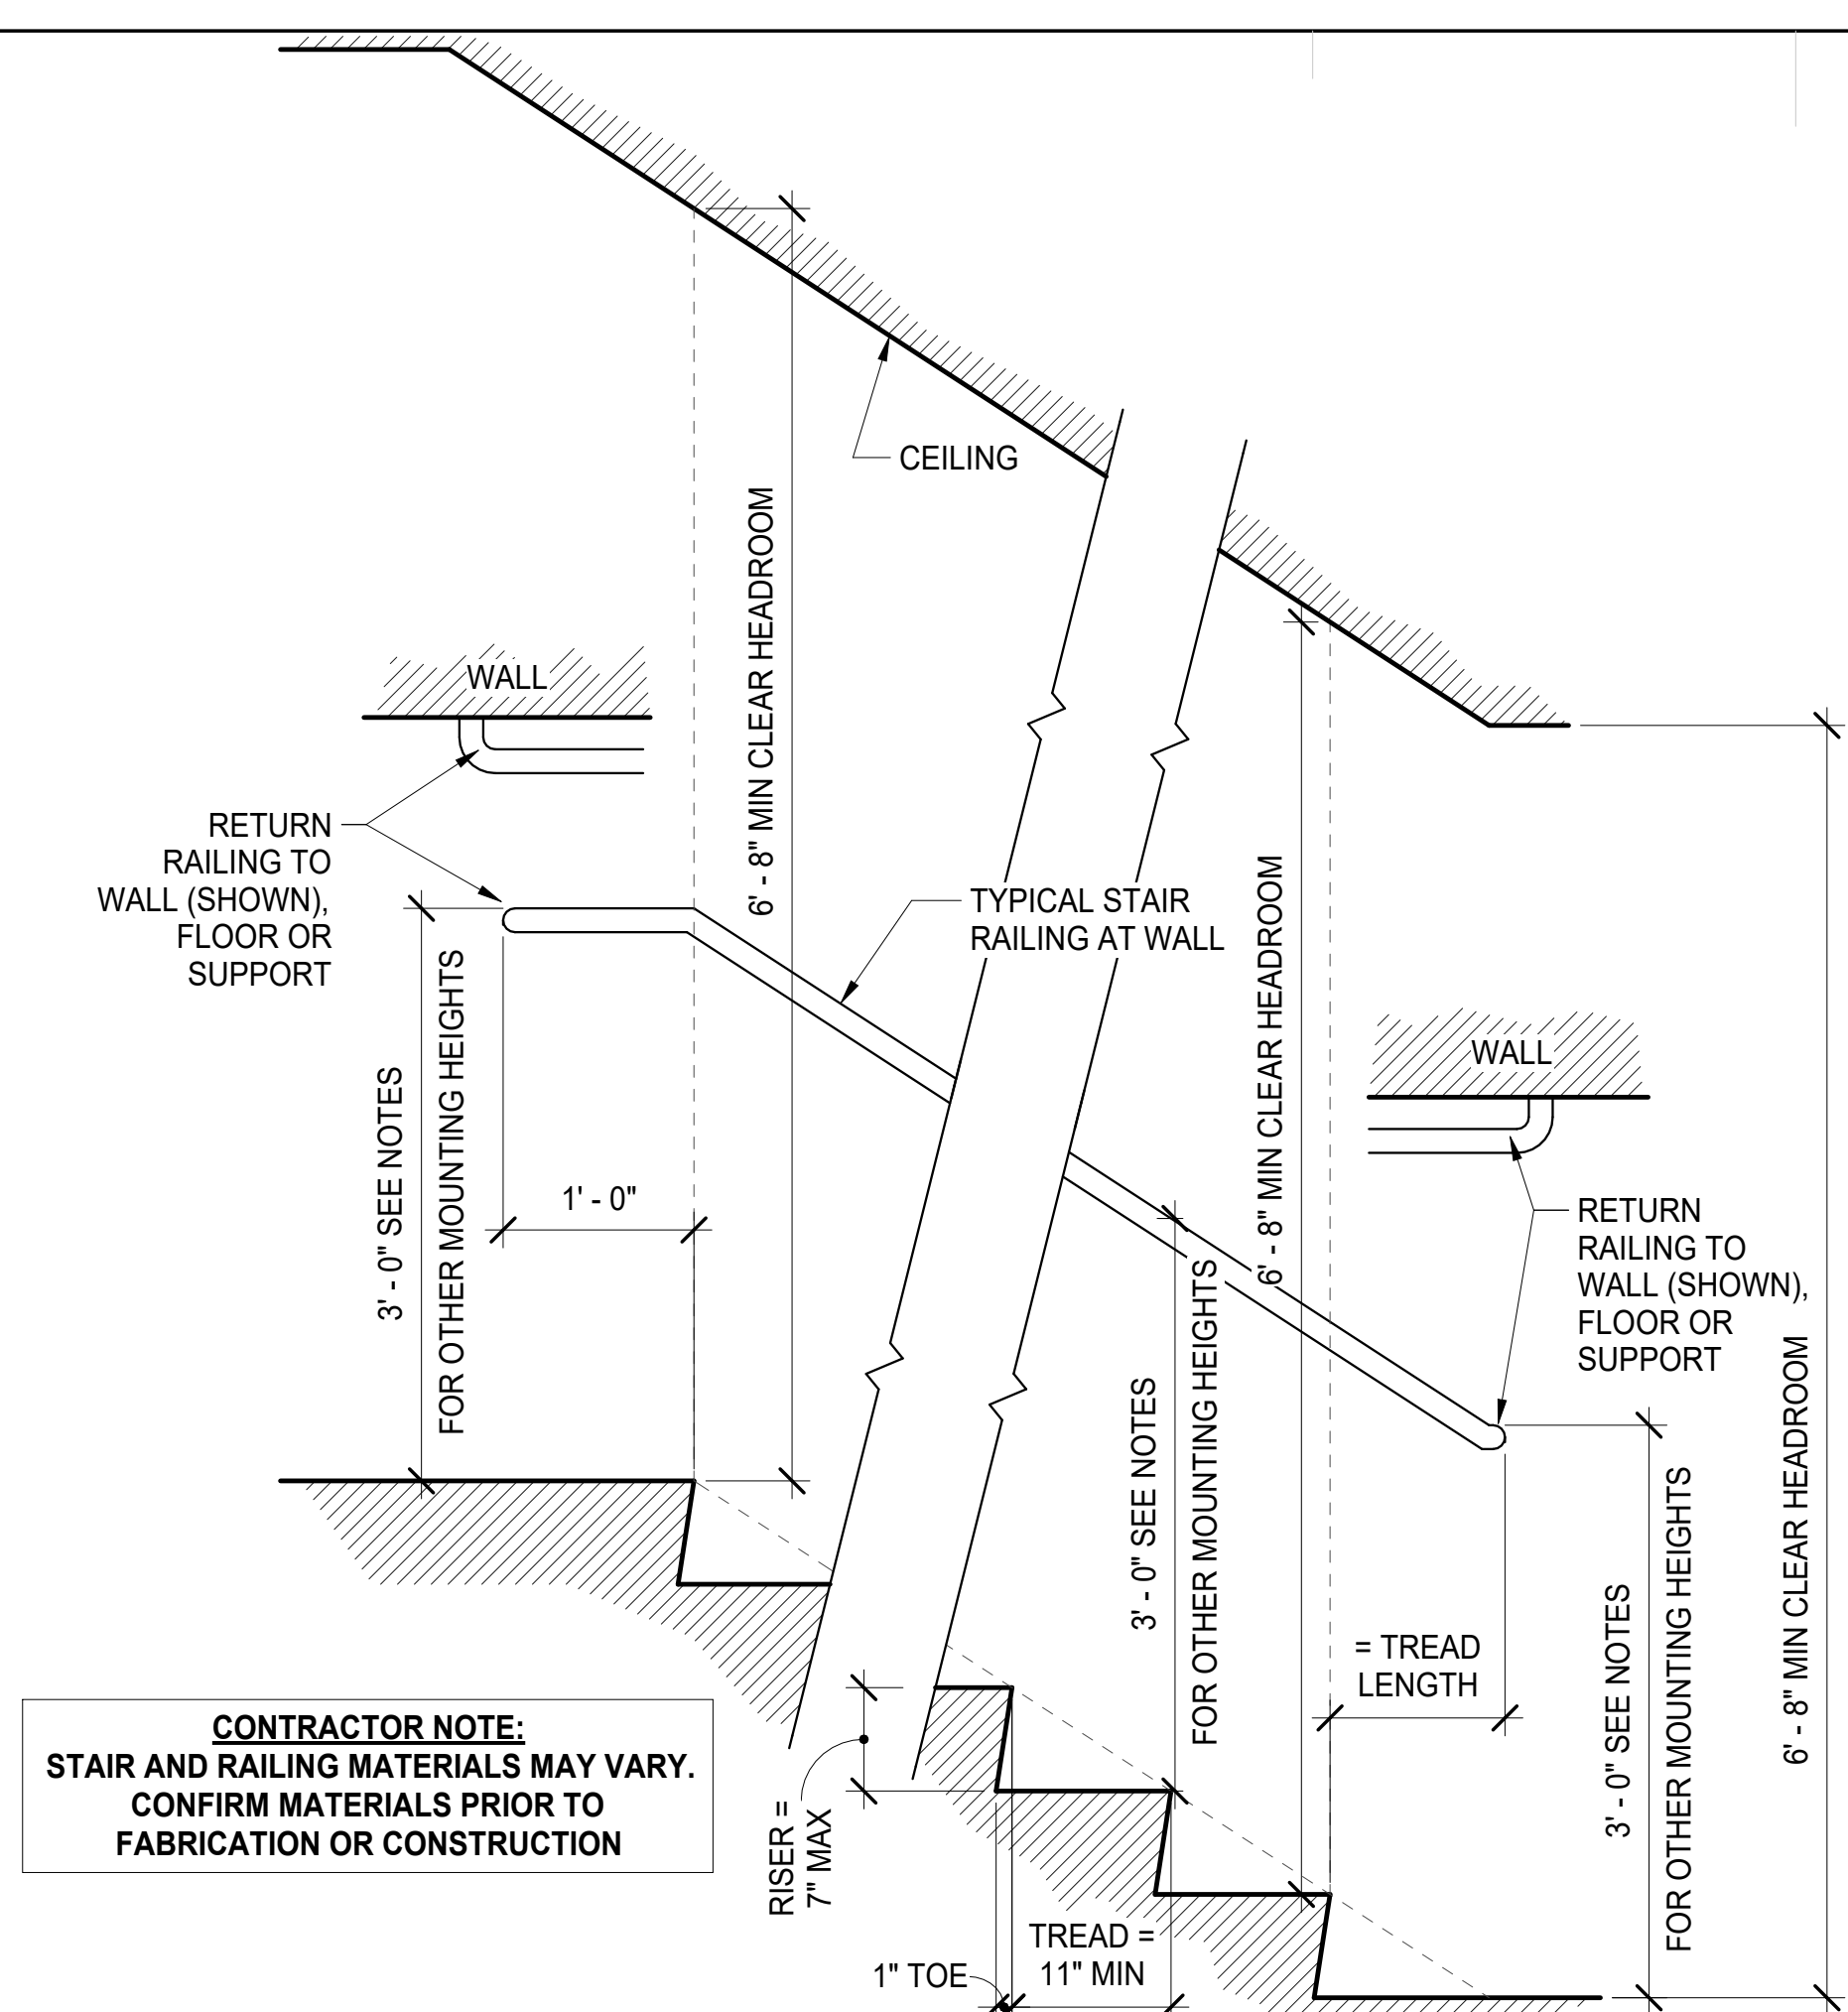 CEILING
6' - 8" MIN CLEAR HEADROOM
WALL
RETURN
RAILING TO
WALL (SHOWN),
FLOOR OR
SUPPORT
TYPICAL STAIR
RAILING AT WALL
3' - 0" SEE NOTES
FOR OTHER MOUNTING HEIGHTS
1' - 0"
6' - 8" MIN CLEAR HEADROOM
WALL
RETURN
RAILING TO
WALL (SHOWN),
FLOOR OR
SUPPORT
3' - 0" SEE NOTES
FOR OTHER MOUNTING HEIGHTS
6' - 8" MIN CLEAR HEADROOM
= TREAD
LENGTH
3' - 0" SEE NOTES
FOR OTHER MOUNTING HEIGHTS
CONTRACTOR NOTE:
STAIR AND RAILING MATERIALS MAY VARY.
CONFIRM MATERIALS PRIOR TO
FABRICATION OR CONSTRUCTION
RISER =
7" MAX
TREAD =
11" MIN
1" TOE